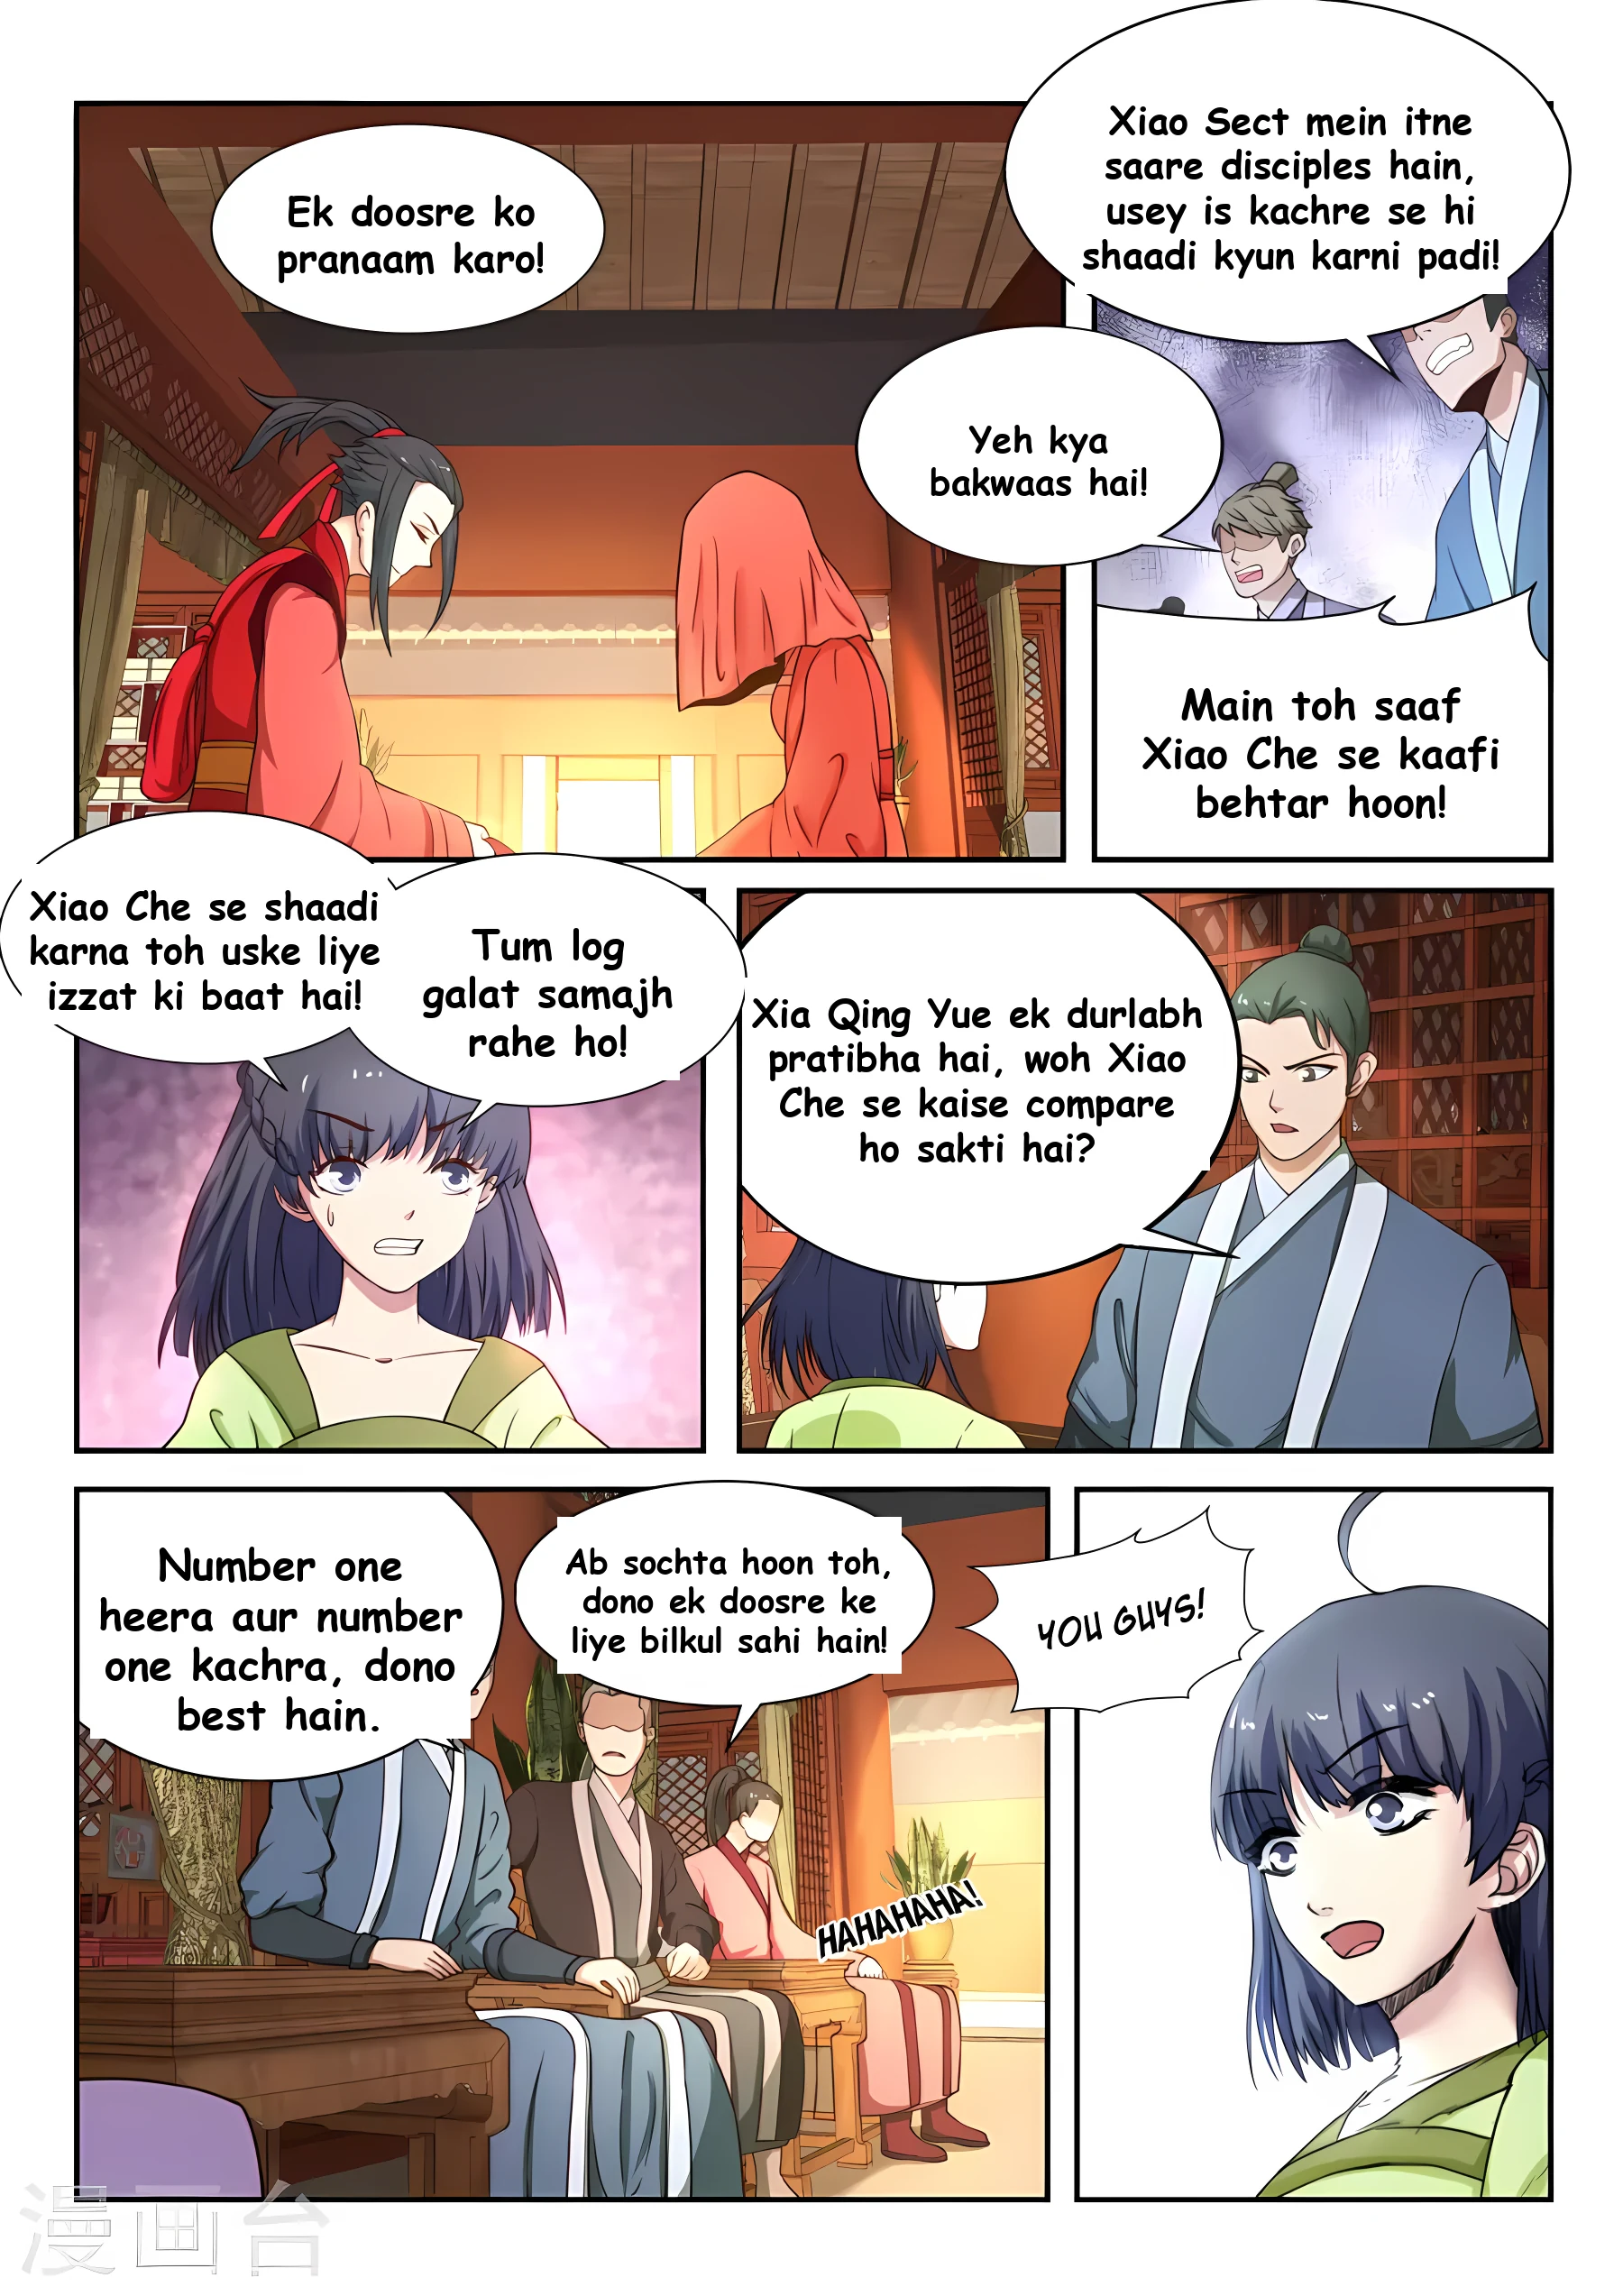 Ek doosre ko
pranaam karo!
Xiao Sect mein itne
saare disciples hain,
usey is kachre se hi
shaadi kyun karni padi!
Yeh kya
bakwaas hai!
Main toh saaf
Xiao Che se kaafi
behtar hoon!
Xiao Che se shaadi
karna toh uske liye
izzat ki baat hai!
Tum log
galat samajh
rahe ho!
Xia Qing Yue ek durlabh
pratibha hai, woh Xiao
Che se kaise compare
ho sakti hai?
Number one
heera aur number
one kachra, dono
best hain.
Ab sochta hoon toh,
dono ek doosre ke
liye bilkul sahi hain!
HAHAHAHA!
YOU GUYS!
漫画台